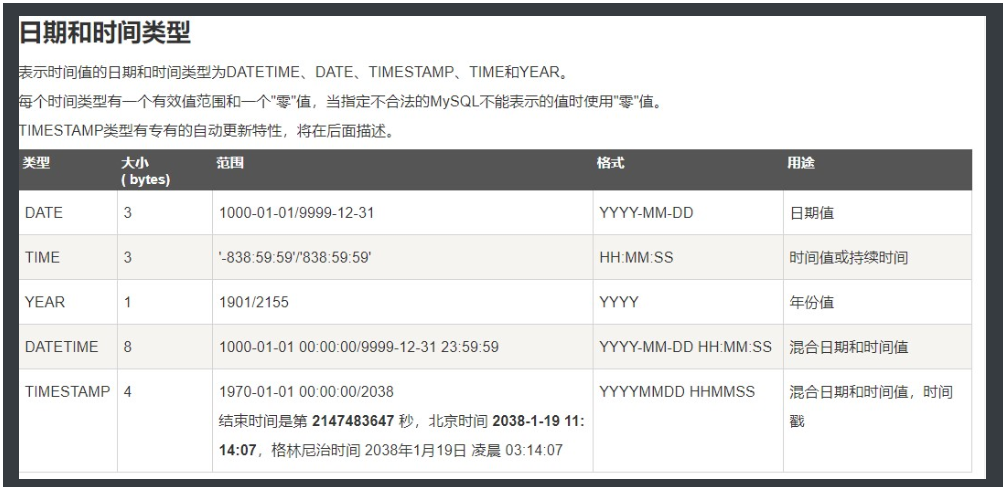 日期和时间类型
表示时间值的日期和时间类型为DATETIME、DATE、TIMESTAMP、TIME和YEAR。
每个时间类型有一个有效值范围和一个"零"值，当指定不合法的MySQL不能表示的值时使用"零"值。
TIMESTAMP类型有专有的自动更新特性，将在后面描述。
类型 大小 范围 格式 用途
( bytes)
DATE 3 1000-01-01/9999-12-31 YYYY-MM-DD 日期值
TIME 3 '-838:59:59'/'838:59:59' HH:MM:SS 时间值或持续时间
YEAR 1 1901/2155 YYYY 年份值
DATETIME 8 1000-01-01 00:00:00/9999-12-31 23:59:59 YYYY-MM-DD HH:MM:SS 混合日期和时间值
TIMESTAMP 4 1970-01-01 00:00:00/2038 YYYYMMDD HHMMSS 混合日期和时间值，时间
结束时间是第 2147483647 秒，北京时间 2038-1-19 11: 戳
14:07，格林尼治时间 2038年1月19日 凌晨 03:14:07